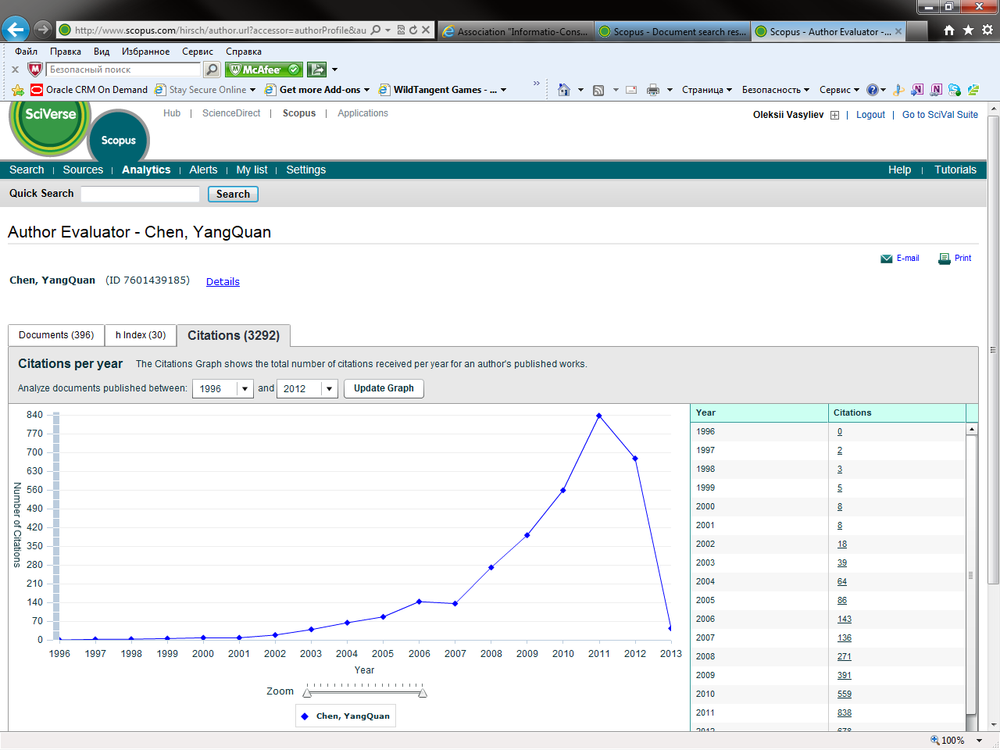 http://www.scopus.com/hirsch/author.url?accessor=authorProfile&au
Association "Informatio-Cons...
Scopus - Document search res...
Scopus - Author Evaluator -...
Файл Правка Вид Избранное Сервис Справка
Безопасный поиск
McAfee
Oracle CRM On Demand
Stay Secure Online
Get more Add-ons
WildTangent Games - ...
Страница
Безопасность
Сервис
SciVerse
Scopus
Hub | ScienceDirect | Scopus | Applications
Oleksii Vasyliev | Logout | Go to SciVal Suite
Search | Sources | Analytics | Alerts | My list | Settings
Help | Tutorials
Quick Search
Search
Author Evaluator - Chen, YangQuan
E-mail
Print
Chen, YangQuan (ID 7601439185) Details
Documents (396)
h Index (30)
Citations (3292)
Citations per year The Citations Graph shows the total number of citations received per year for an author's published works.
Analyze documents published between: 1996 and 2012 Update Graph
840
770
700
630
560
490
420
350
280
210
140
70
0
Number of Citations
1996 1997 1998 1999 2000 2001 2002 2003 2004 2005 2006 2007 2008 2009 2010 2011 2012 2013
Year
Zoom
Chen, YangQuan
Year Citations
1996 0
1997 2
1998 3
1999 5
2000 8
2001 8
2002 18
2003 39
2004 64
2005 86
2006 143
2007 136
2008 271
2009 391
2010 559
2011 838
2012 678
100%